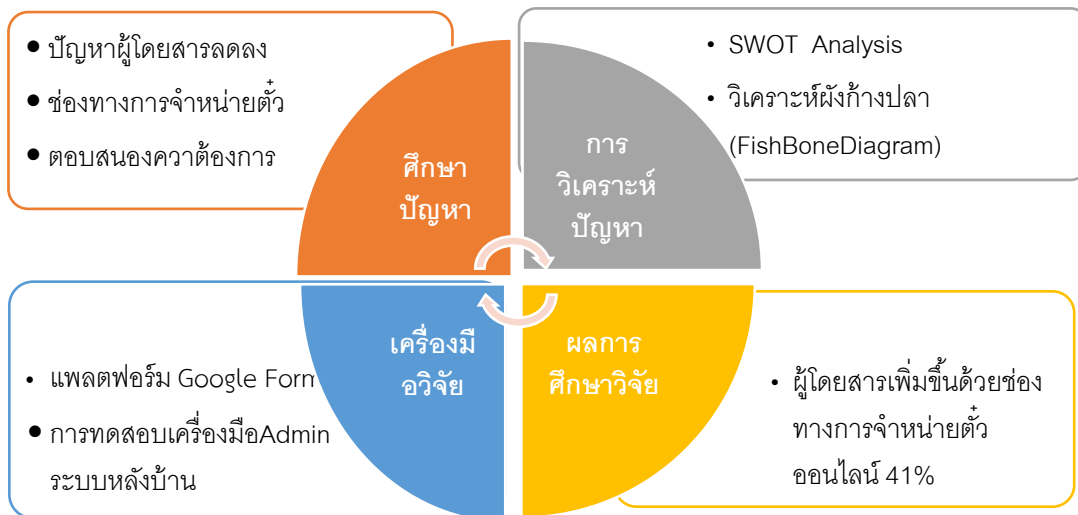 ● ปัญหาผู้โดยสารลดลง
● ช่องทางการจำหน่ายตั๋ว
● ตอบสนองควาต้องการ
ศึกษา
ปัญหา
• SWOT Analysis
• วิเคราะห์ผังก้างปลา
(FishBoneDiagram)
การ
วิเคราะห์
ปัญหา
• แพลตฟอร์ม Google Form
● การทดสอบเครื่องมือAdmin
ระบบหลังบ้าน
เครื่องมื
อวิจัย
ผลการ
ศึกษาวิจัย
• ผู้โดยสารเพิ่มขึ้นด้วยช่อง
ทางการจำหน่ายตั๋ว
ออนไลน์ 41%